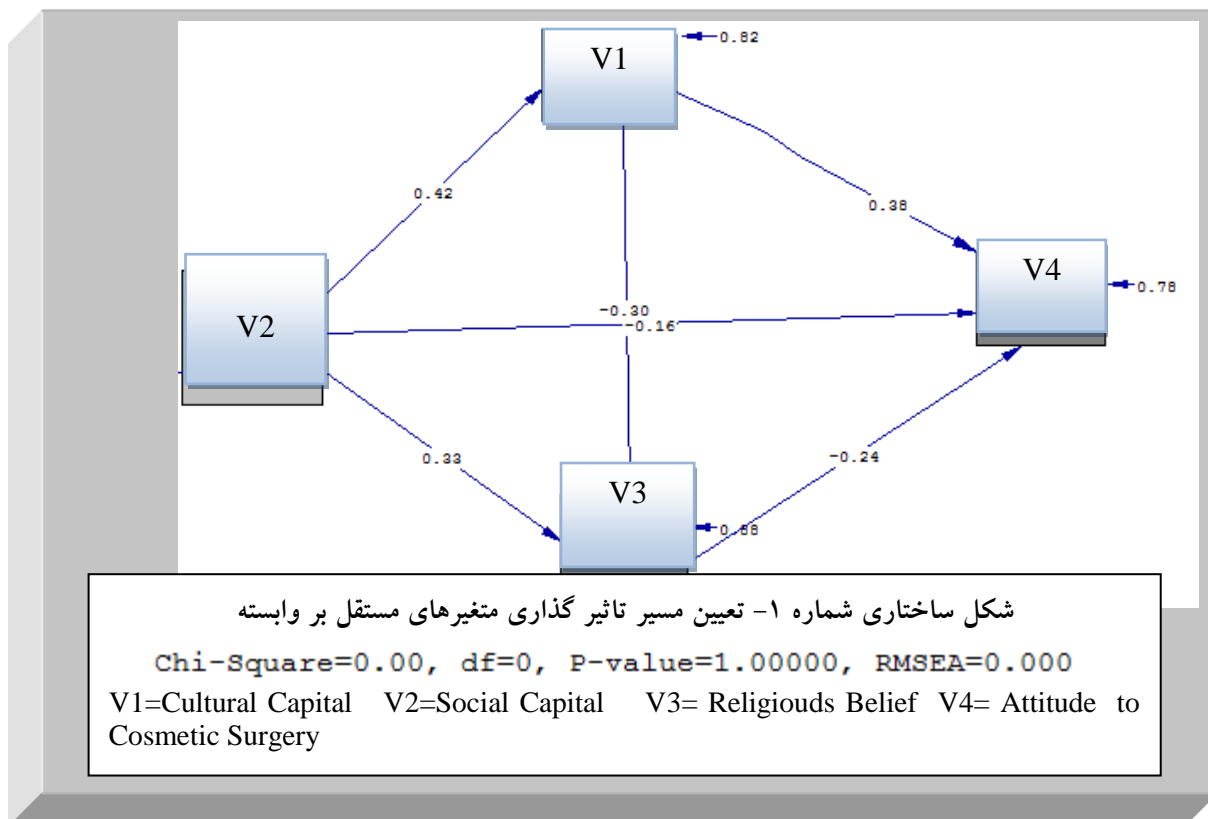 V1
0.82
0.42
0.38
V4
0.78
V2
-0.30
-0.16
0.33
-0.24
V3
شکل ساختاری شماره ۱- تعیین مسیر تاثیر گذاری متغیرهای مستقل بر وابسته
Chi-Square=0.00, df=0, P-value=1.00000, RMSEA=0.000
V1=Cultural Capital V2=Social Capital V3= Religiouds Belief V4= Attitude to
Cosmetic Surgery